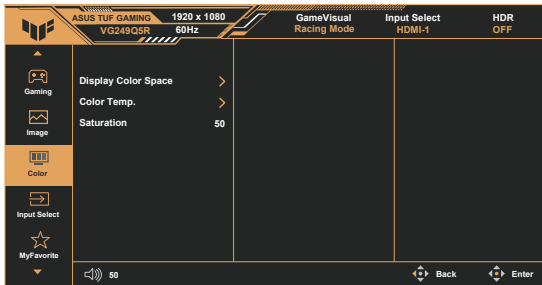 ASUS TUF GAMING 1920 x 1080 GameVisual Input Select HDR
VG249Q5R 60Hz Racing Mode HDMI-1 OFF
Gaming
Image
Color
Input Select
MyFavorite
Display Color Space
Color Temp.
Saturation 50
50 Back Enter